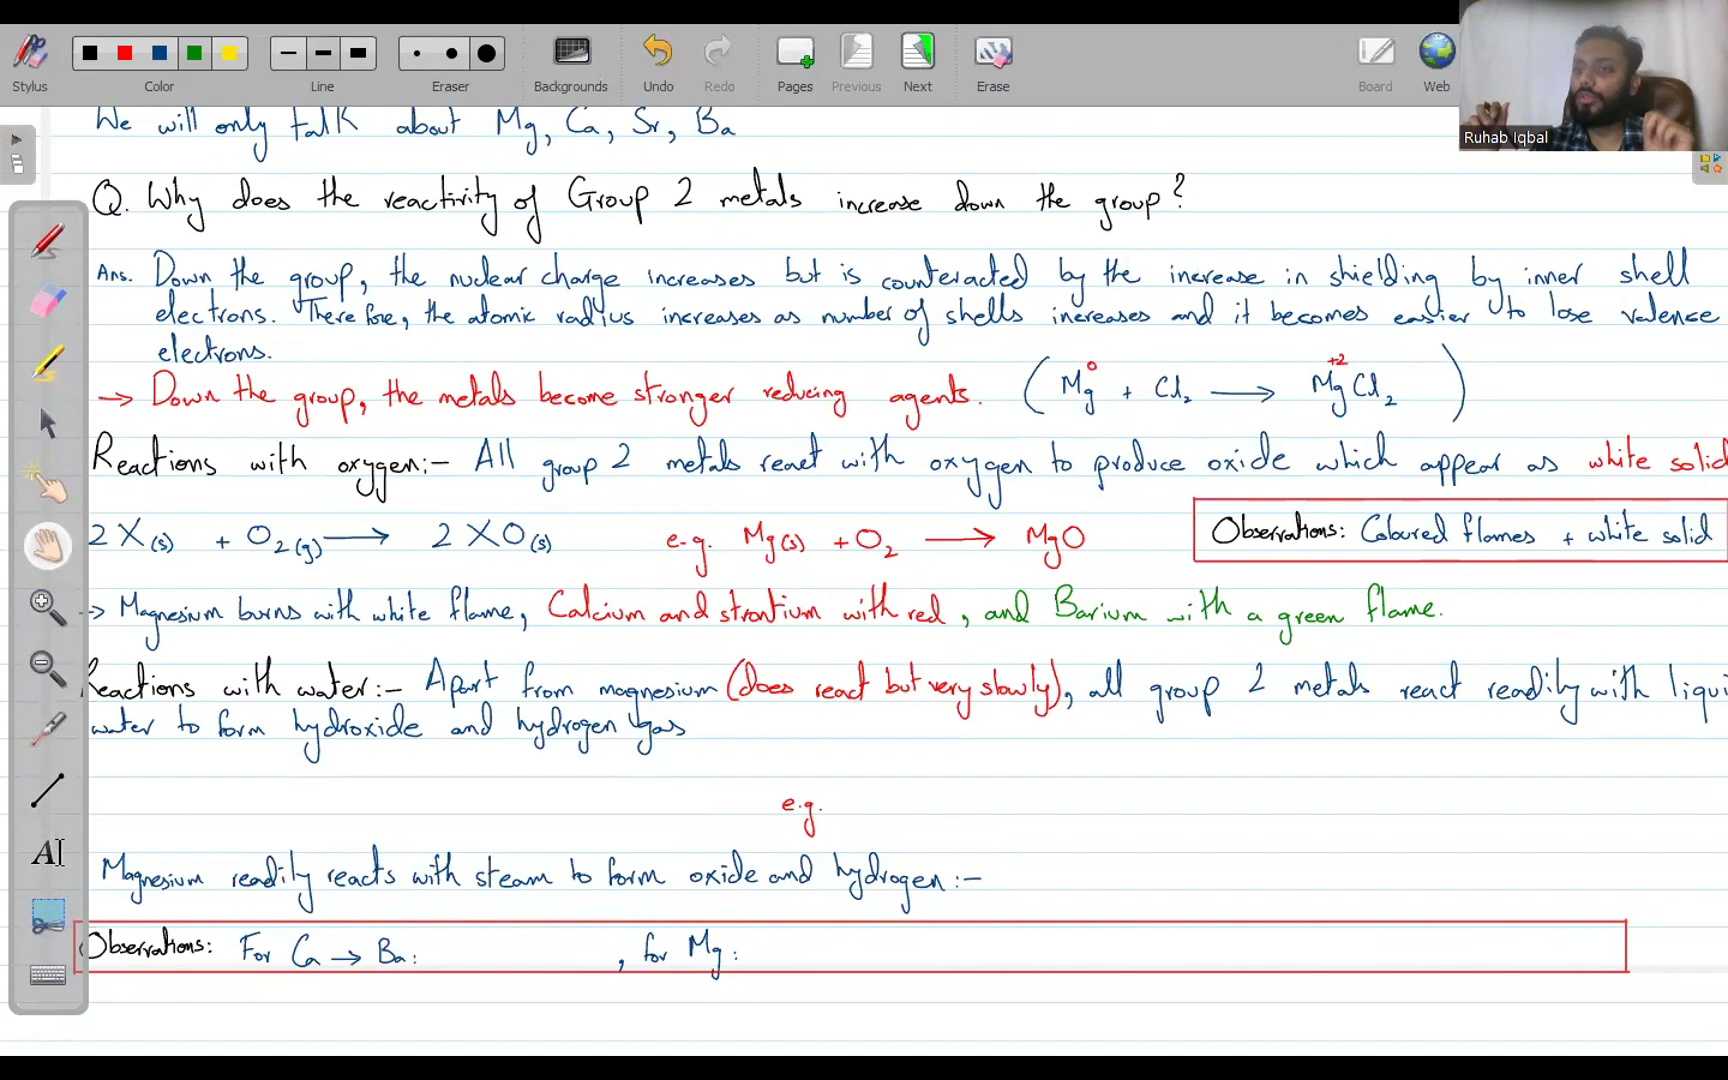 Stylus
Color
Line
Eraser
Backgrounds
Undo
Redo
Pages
Previous
Next
Erase
Board
Web
Ruhab Iqbal
We will only talk about Mg, Ca, Sr, Ba
Q. Why does the reactivity of Group 2 metals increase down the group?
Ans. Down the group, the nuclear charge increases but is counteracted by the increase in shielding by inner shell
electrons. Therefore, the atomic radius increases as number of shells increases and it becomes easier to lose valence
electrons.
→ Down the group, the metals become stronger reducing agents. (Mg⁰ + Cl₂ → Mg⁺²Cl₂)
Reactions with oxygen:- All group 2 metals react with oxygen to produce oxide which appear as white solid
2X(s) + O₂(g) → 2XO(s) e.g. Mg(s) + O₂ → MgO
Observations: Coloured flames + white solid
→ Magnesium burns with white flame, Calcium and strontium with red, and Barium with a green flame.
Reactions with water:- Apart from magnesium (does react but very slowly), all group 2 metals react readily with liqui
water to form hydroxide and hydrogen gas
e.g.
Magnesium readily reacts with steam to form oxide and hydrogen:-
Observations: For Ca → Ba: , for Mg:
AI